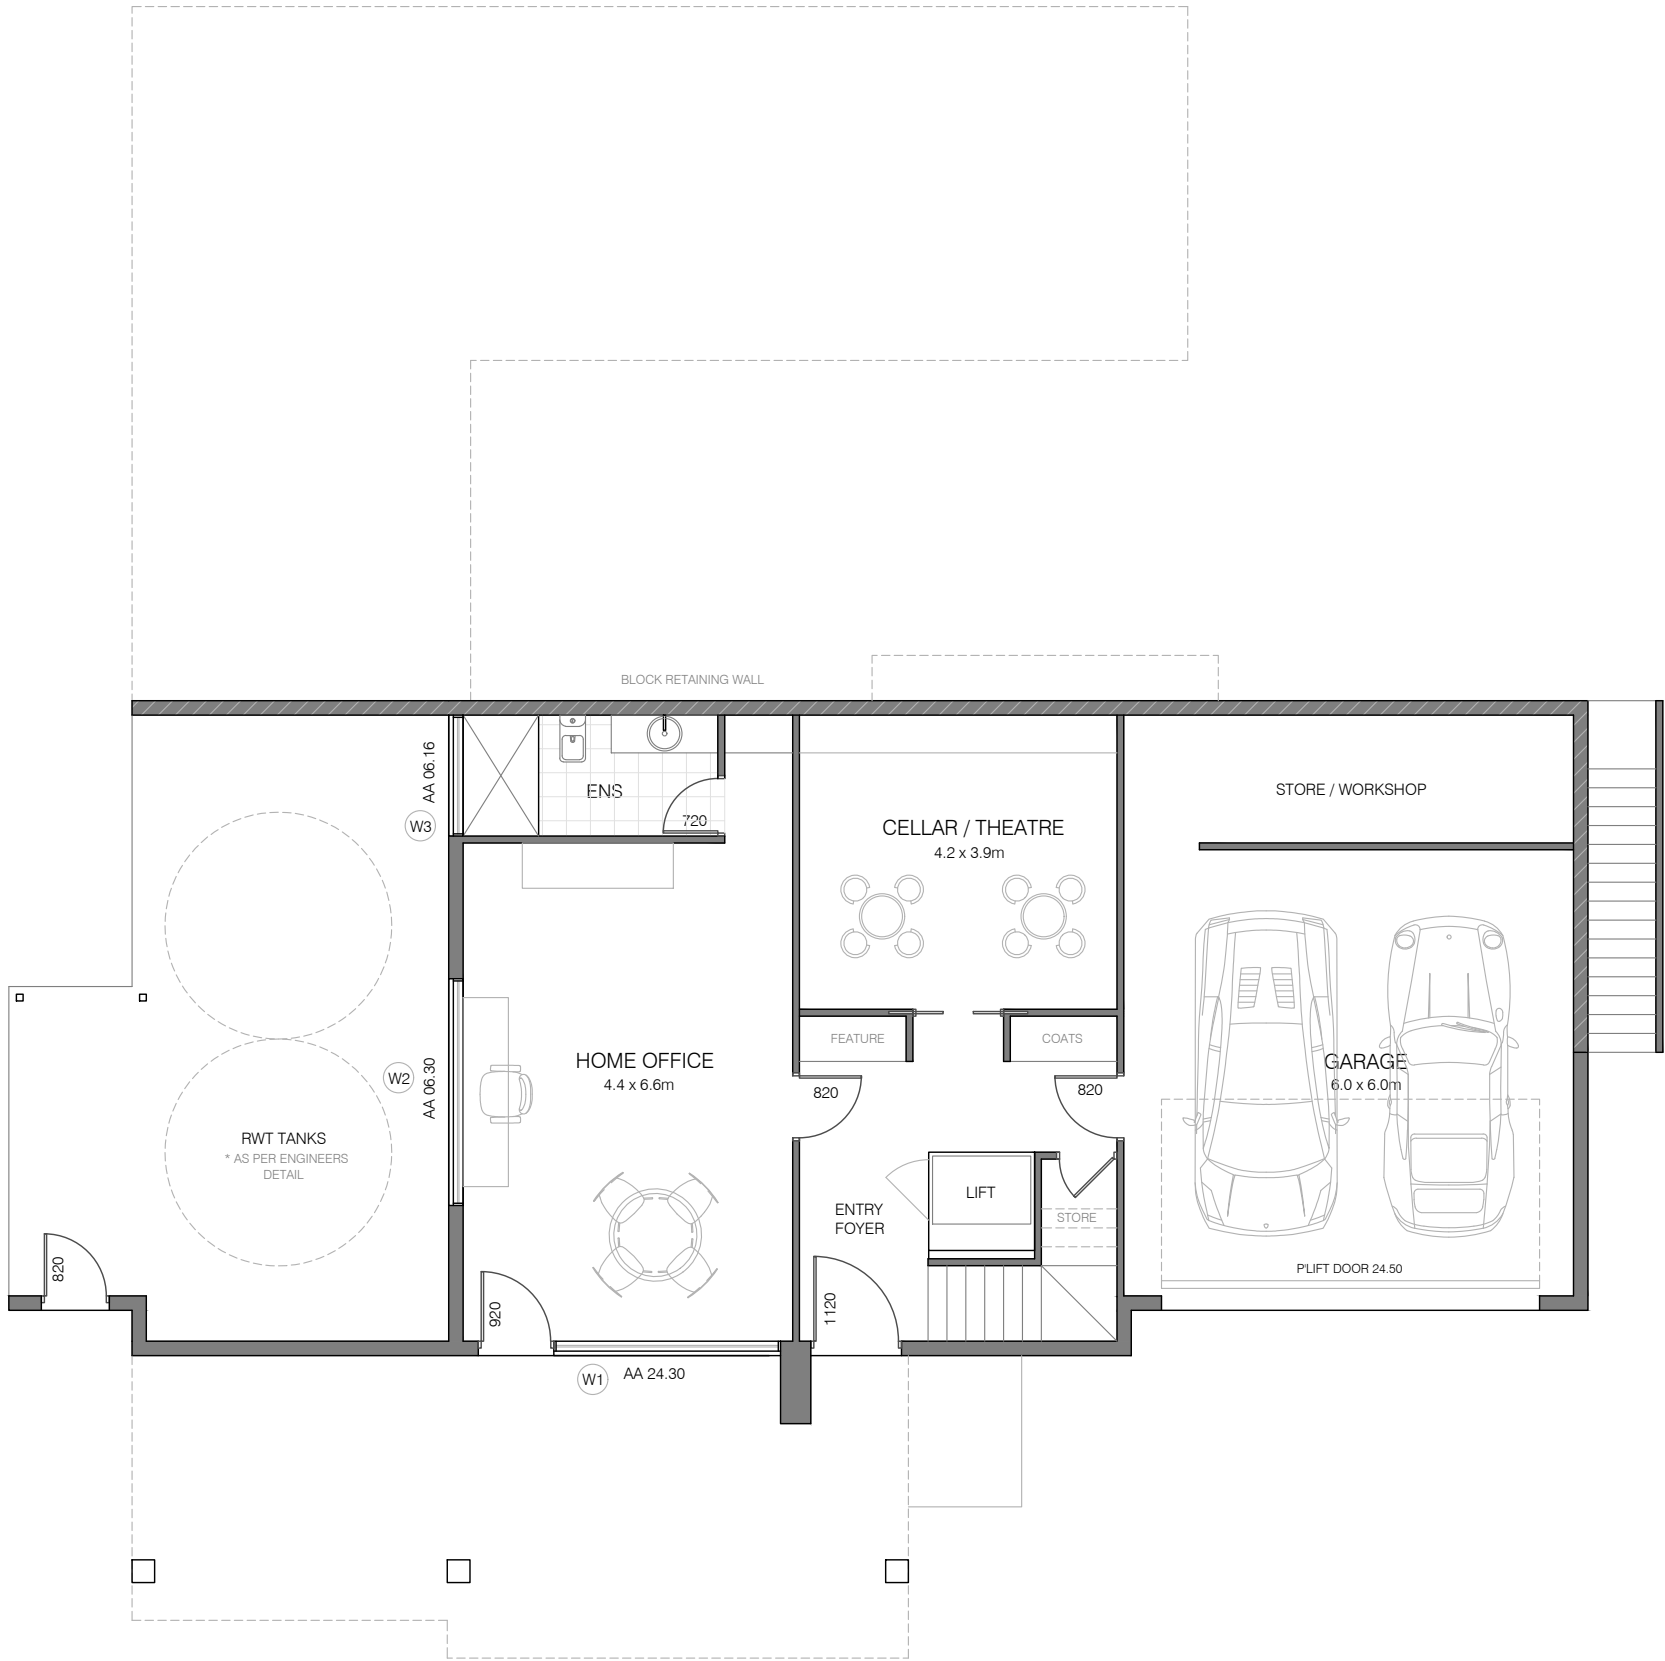 BLOCK RETAINING WALL
AA 06.16
W3
ENS
720
CELLAR / THEATRE
4.2 x 3.9m
STORE / WORKSHOP
FEATURE
COATS
HOME OFFICE
4.4 x 6.6m
W2
AA 06.30
820
820
GARAGE
6.0 x 6.0m
RWT TANKS
* AS PER ENGINEERS
DETAIL
LIFT
ENTRY
FOYER
STORE
820
P'LIFT DOOR 24.50
920
1120
W1
AA 24.30